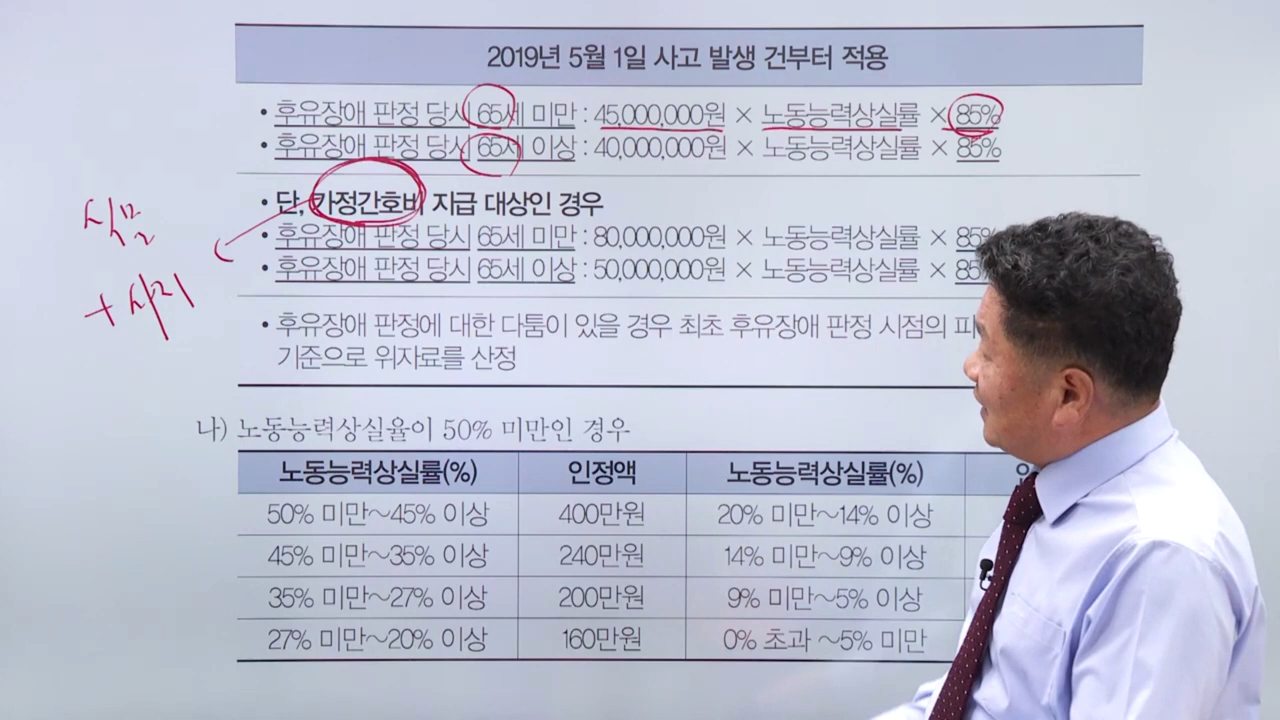 2019년 5월 1일 사고 발생 건부터 적용
• 후유장애 판정 당시 65세 미만 : 45,000,000원 × 노동능력상실률 × 85%
• 후유장애 판정 당시 65세 이상 : 40,000,000원 × 노동능력상실률 × 85%
• 단, 가정간호비 지급 대상인 경우
• 후유장애 판정 당시 65세 미만 : 80,000,000원 × 노동능력상실률 × 85%
• 후유장애 판정 당시 65세 이상 : 50,000,000원 × 노동능력상실률 × 85
식물
+ 사지
• 후유장애 판정에 대한 다툼이 있을 경우 최초 후유장애 판정 시점의
기준으로 위자료를 산정
나) 노동능력상실율이 50% 미만인 경우
노동능력상실률(%) 인정액 노동능력상실률(%)
50% 미만~45% 이상 400만원 20% 미만~14% 이상
45% 미만~35% 이상 240만원 14% 미만~9% 이상
35% 미만~27% 이상 200만원 9% 미만~5% 이상
27% 미만~20% 이상 160만원 0% 초과 ~5% 미만